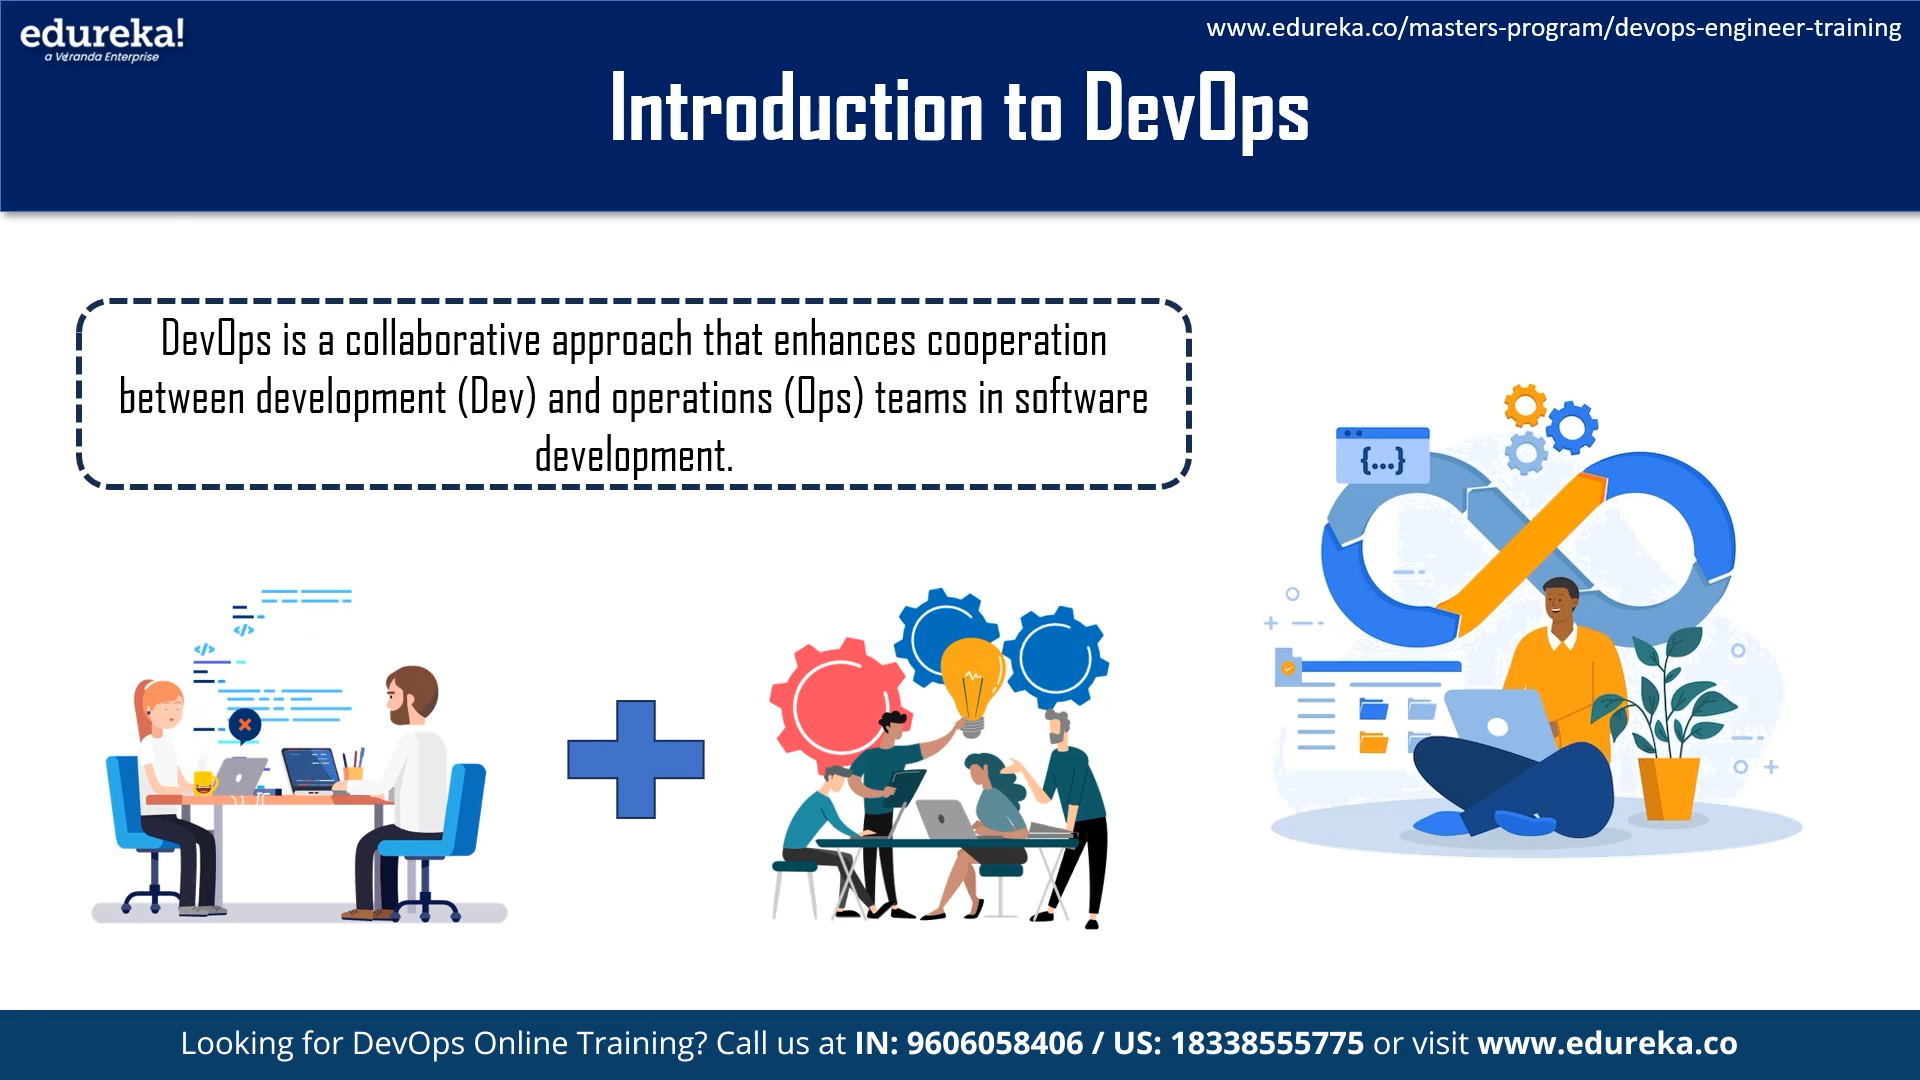 edureka!
a Veranda Enterprise
www.edureka.co/masters-program/devops-engineer-training
Introduction to DevOps
DevOps is a collaborative approach that enhances cooperation
between development (Dev) and operations (Ops) teams in software
development.
{...}
</>
</>
Looking for DevOps Online Training? Call us at IN: 9606058406 / US: 18338555775 or visit www.edureka.co